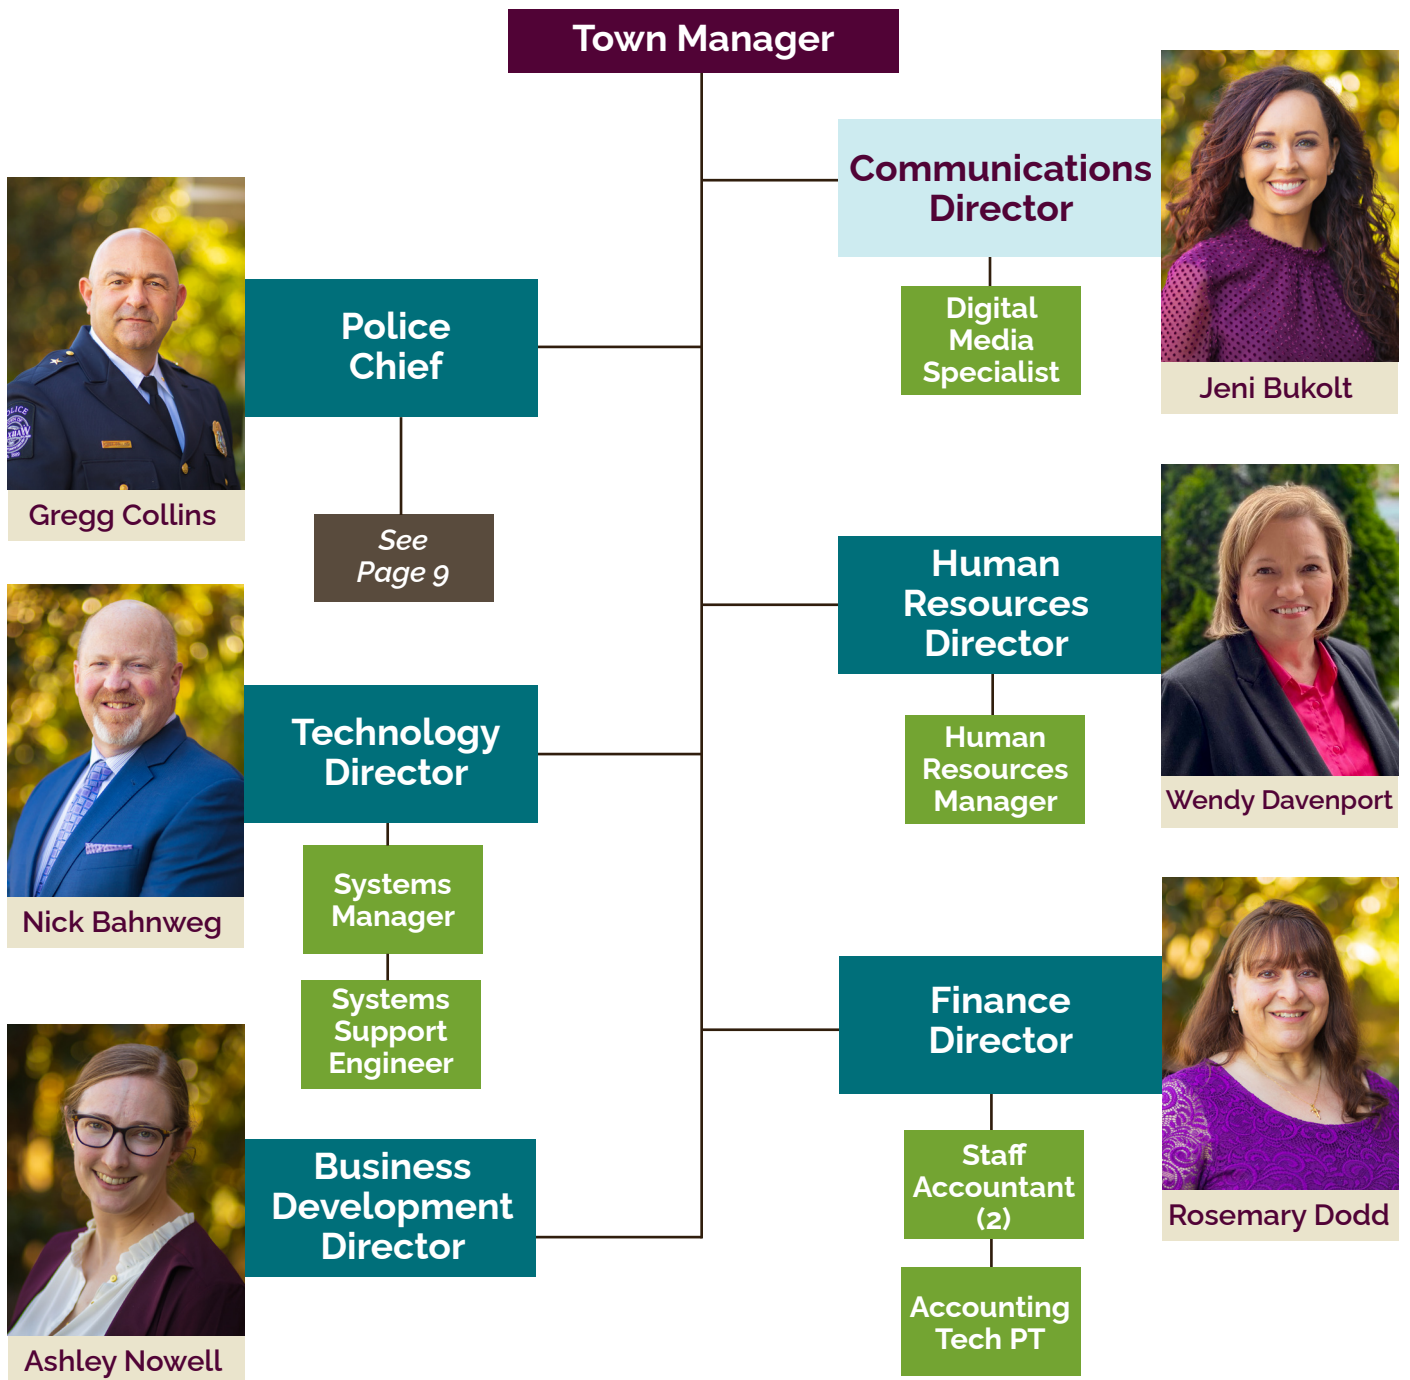 Town Manager
Communications
Director
Digital
Media
Specialist
Jeni Bukolt
Police
Chief
POLICE
Gregg Collins
See
Page 9
Human
Resources
Director
Human
Resources
Manager
Wendy Davenport
Technology
Director
Systems
Manager
Systems
Support
Engineer
Nick Bahnweg
Finance
Director
Staff
Accountant
(2)
Accounting
Tech PT
Rosemary Dodd
Business
Development
Director
Ashley Nowell